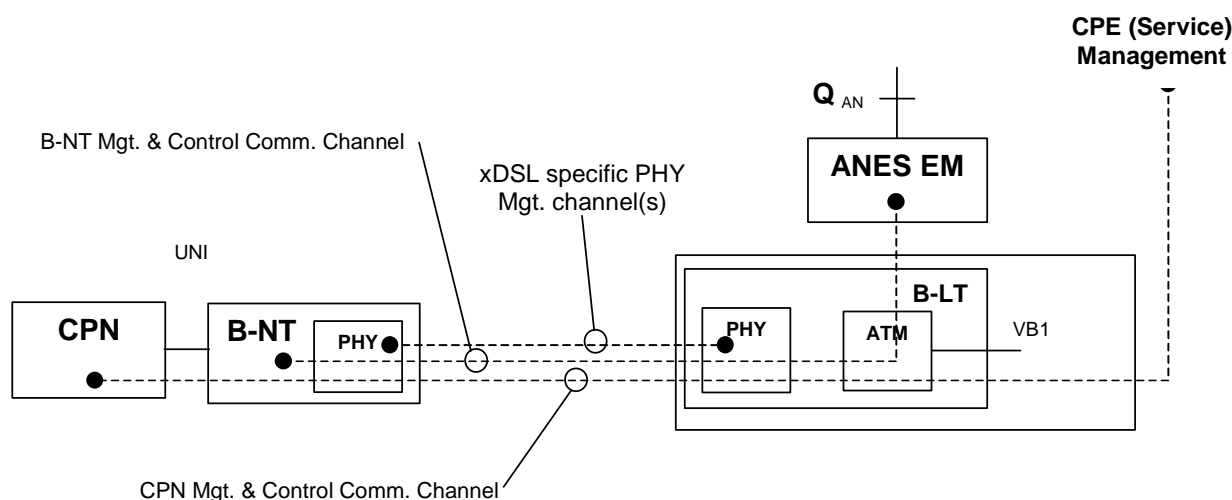 CPE (Service)
Management
Q AN
B-NT Mgt. & Control Comm. Channel
ANES EM
xDSL specific PHY
Mgt. channel(s)
UNI
B-LT
CPN
B-NT
PHY
PHY
ATM
VB1
CPN Mgt. & Control Comm. Channel